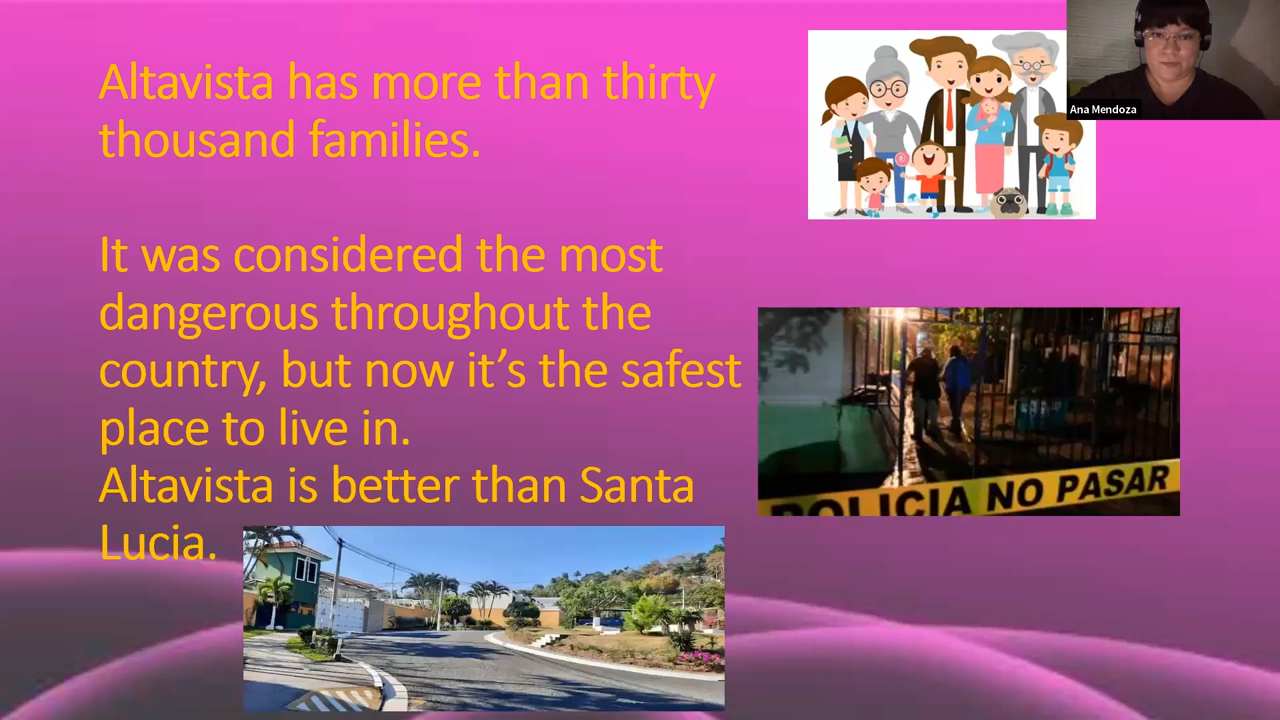 Altavista has more than thirty
thousand families.
It was considered the most
dangerous throughout the
country, but now it’s the safest
place to live in.
Altavista is better than Santa
Lucia.
Ana Mendoza
POLICIA NO PASAR